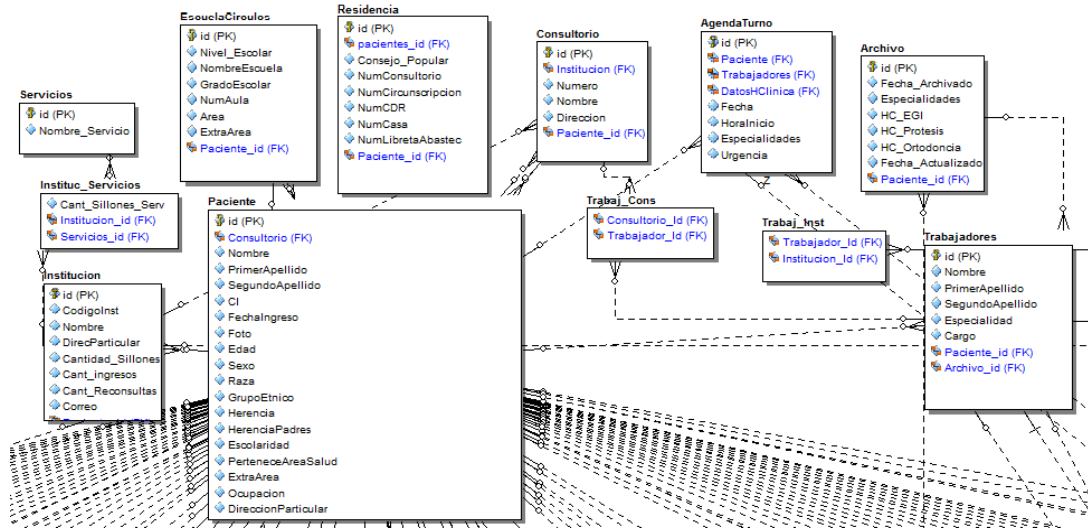 EscuelaCirculos
id (PK)
Nivel_Escolar
NombreEscuela
GradoEscolar
NumAula
Area
ExtraArea
Paciente_id (FK)
Residencia
id (PK)
pacientes_id (FK)
Consejo_Popular
NumConsultorio
NumCircunscripcion
NumCDR
NumCasa
NumLibretaAbastec
Paciente_id (FK)
Consultorio
id (PK)
Institucion (FK)
Numero
Nombre
Direccion
Paciente_id (FK)
AgendaTurno
id (PK)
Paciente (FK)
Trabajadores (FK)
DatosHClinica (FK)
Fecha
HoraInicio
Especialidades
Urgencia
Archivo
id (PK)
Fecha_Archivado
Especialidades
HC_EGI
HC_Protesis
HC_Ortodoncia
Fecha_Actualizado
Paciente_id (FK)
Servicios
id (PK)
Nombre_Servicio
Instituc_Servicios
Cant_Sillones_Serv
Institucion_id (FK)
Servicios_id (FK)
Institucion
id (PK)
CodigoInst
Nombre
DirecParticular
Cantidad_Sillones
Cant_ingresos
Cant_Reconsultas
Correo
Paciente
id (PK)
Consultorio (FK)
Nombre
PrimerApellido
SegundoApellido
CI
FechaIngreso
Foto
Edad
Sexo
Raza
GrupoEtnico
Herencia
HerenciaPadres
Escolaridad
PerteneceAreaSalud
ExtraArea
Ocupacion
DireccionParticular
Trabaj_Cons
Consultorio_Id (FK)
Trabajador_Id (FK)
Z
Trabaj_Inst
Trabajador_Id (FK)
Institucion_Id (FK)
Trabajadores
id (PK)
Nombre
PrimerApellido
SegundoApellido
Especialidad
Cargo
Paciente_id (FK)
Archivo_id (FK)